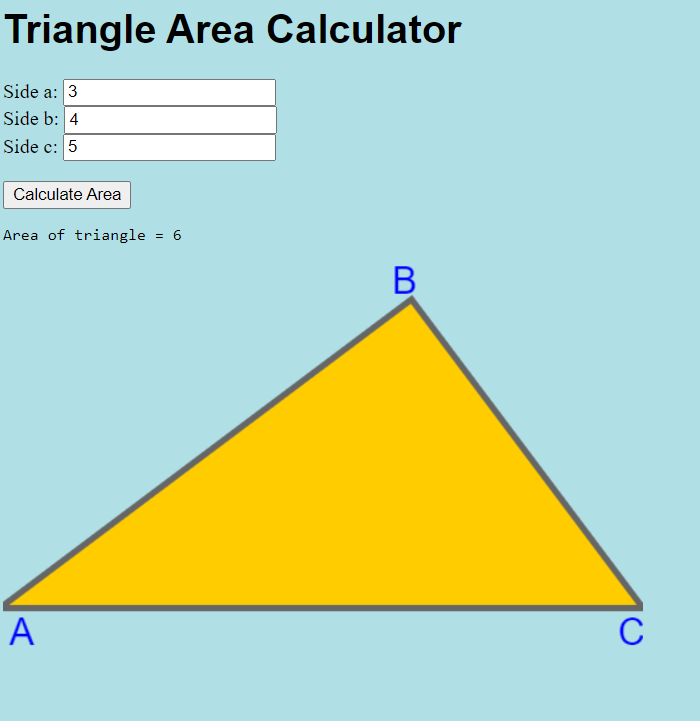 Triangle Area Calculator
Side a: 3
Side b: 4
Side c: 5
Calculate Area
Area of triangle = 6
B
A C